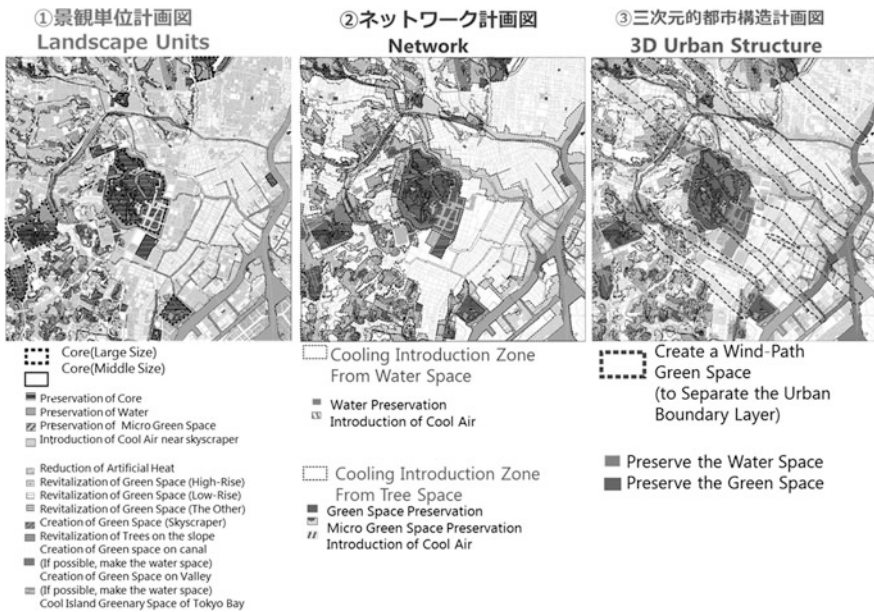 ①景観単位計画図
Landscape Units
Core(Large Size)
Core(Middle Size)
Preservation of Core
Preservation of Water
Preservation of Micro Green Space
Introduction of Cool Air near skyscraper
Reduction of Artificial Heat
Revitalization of Green Space (High-Rise)
Revitalization of Green Space (Low-Rise)
Revitalization of Green Space (The Other)
Creation of Green Space (Skyscraper)
Revitalization of Trees on the slope
Creation of Green space on canal
(If possible, make the water space)
Creation of Green Space on Valley
(If possible, make the water space)
Cool Island Greenary Space of Tokyo Bay
②ネットワーク計画図
Network
Cooling Introduction Zone
From Water Space
Water Preservation
Introduction of Cool Air
Cooling Introduction Zone
From Tree Space
Green Space Preservation
Micro Green Space Preservation
Introduction of Cool Air
③三次元的都市構造計画図
3D Urban Structure
Create a Wind-Path
Green Space
(to Separate the Urban
Boundary Layer)
Preserve the Water Space
Preserve the Green Space